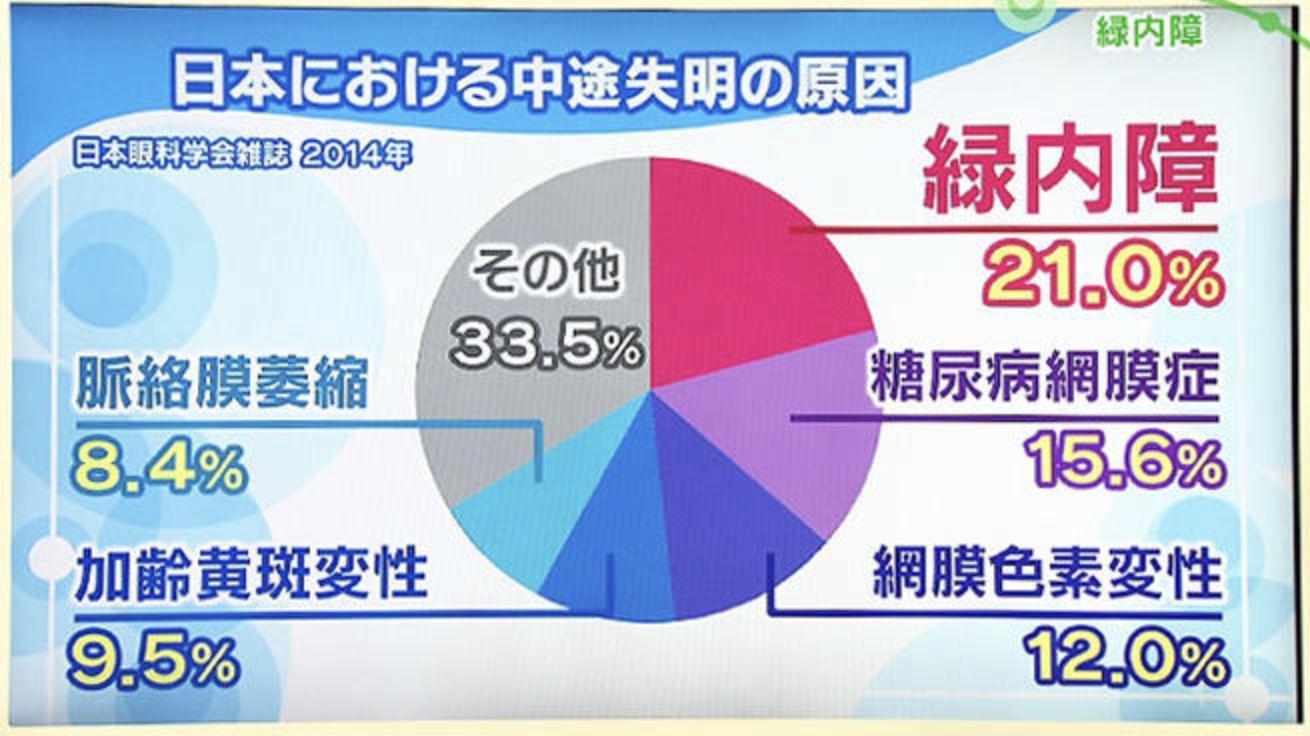 緑内障
日本における中途失明の原因
日本眼科学会雑誌 2014年
緑内障
21.0%
その他
33.5%
糖尿病網膜症
15.6%
脈絡膜萎縮
8.4%
加齢黄斑変性
9.5%
網膜色素変性
12.0%